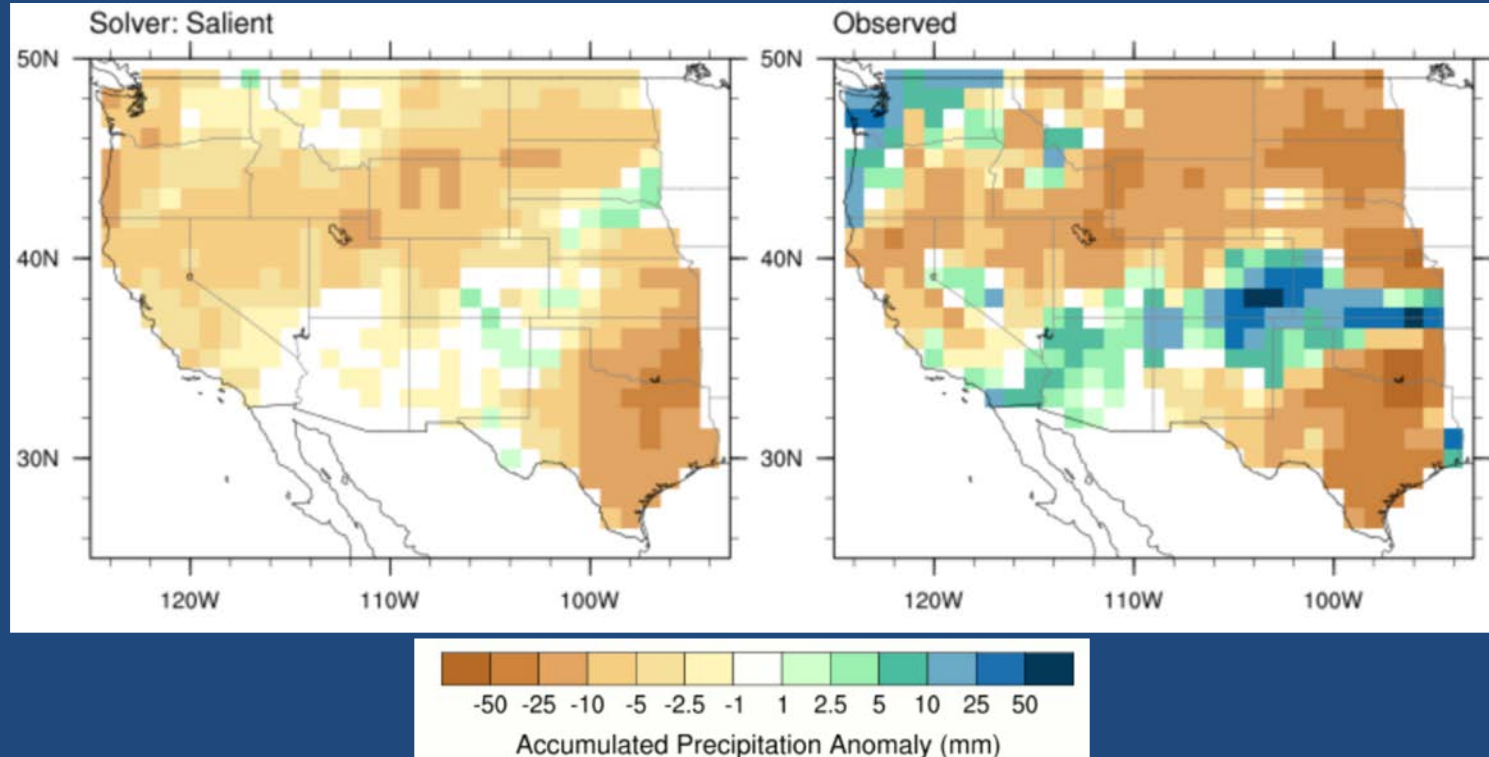 Solver: Salient
Observed
50N
40N
30N
120W 110W 100W
50N
40N
30N
120W 110W 100W
-50 -25 -10 -5 -2.5 -1 1 2.5 5 10 25 50
Accumulated Precipitation Anomaly (mm)